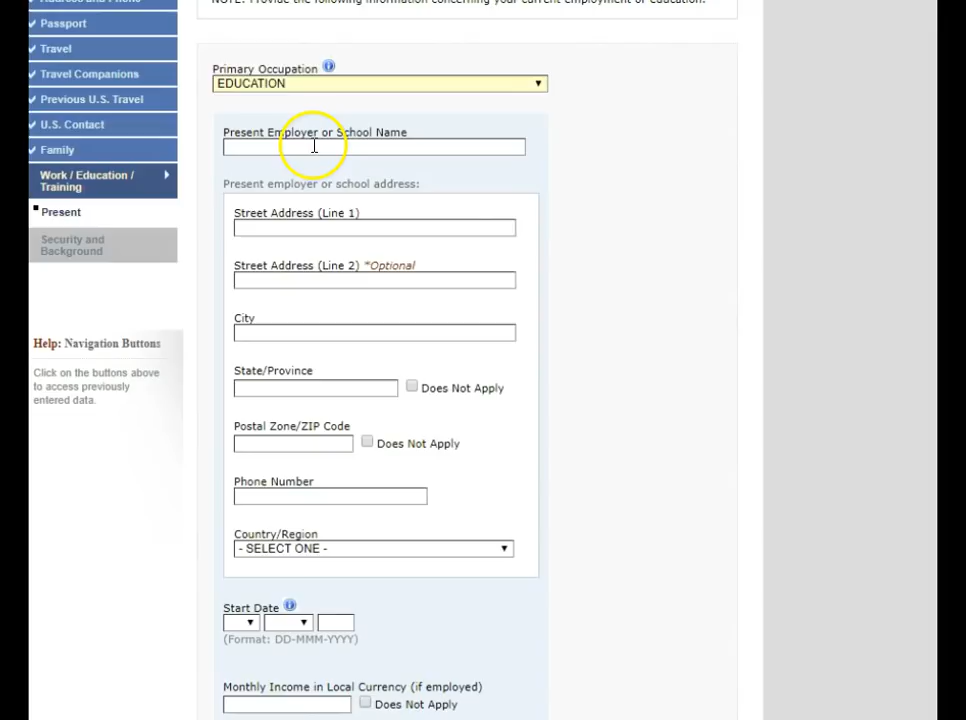 Passport
Travel
Travel Companions
Previous U.S. Travel
U.S. Contact
Family
Work / Education /
Training
Present
Security and
Background
Help: Navigation Buttons
Click on the buttons above
to access previously
entered data.
NOTE: Provide the following information concerning your current employment or education.
Primary Occupation
EDUCATION
Present Employer or School Name
Present employer or school address:
Street Address (Line 1)
Street Address (Line 2) *Optional
City
State/Province
Does Not Apply
Postal Zone/ZIP Code
Does Not Apply
Phone Number
Country/Region
- SELECT ONE -
Start Date
(Format: DD-MMM-YYYY)
Monthly Income in Local Currency (if employed)
Does Not Apply